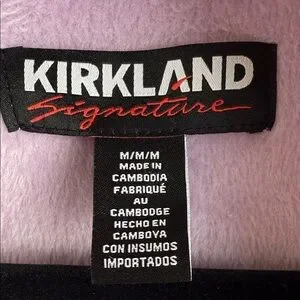 KIRKLAND
Signature
M/M/M
MADE IN
CAMBODIA
FABRIQUÉ
AU
CAMBODGE
HECHO EN
CAMBOYA
CON INSUMOS
IMPORTADOS